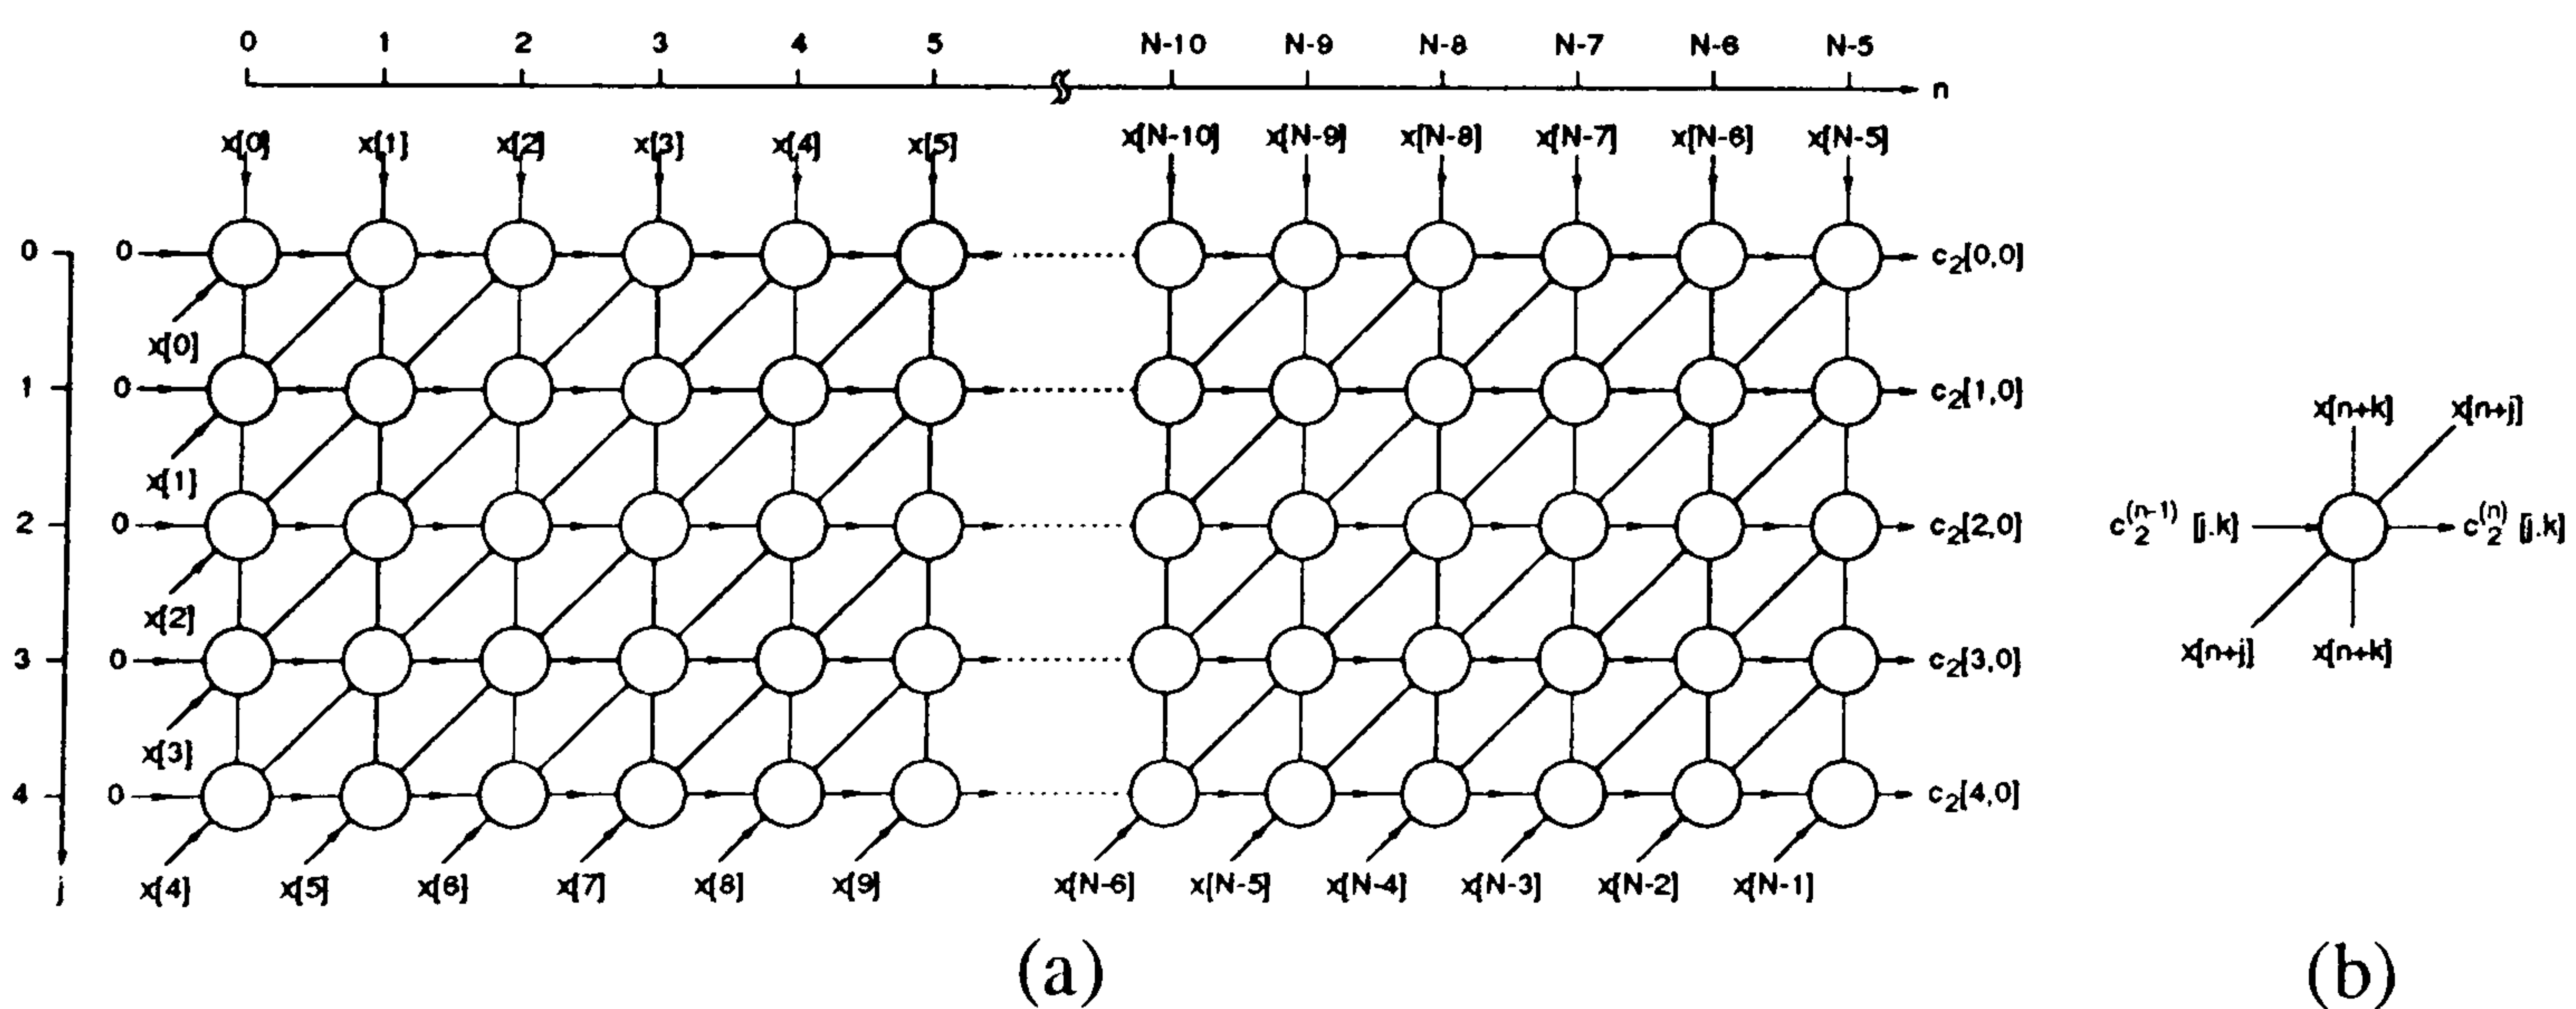 0 1 2 3 4 5 N-10 N-9 N-8 N-7 N-6 N-5
n
x[0] x[1] x[2] x[3] x[4] x[5] x[N-10] x[N-9] x[N-8] x[N-7] x[N-6] x[N-5]
0 0 c₂[0,0]
x[0]
1 0 c₂[1,0]
x[1]
2 0 c₂[2,0]
x[2]
3 0 c₂[3,0]
x[3]
4 0 c₂[4,0]
j x[4] x[5] x[6] x[7] x[8] x[9] x[N-6] x[N-5] x[N-4] x[N-3] x[N-2] x[N-1]
(a)
x[n+k] x[n+j]
c₂⁽ⁿ⁻¹⁾ [j.k] c₂⁽ⁿ⁾ [j.k]
x[n+j] x[n+k]
(b)